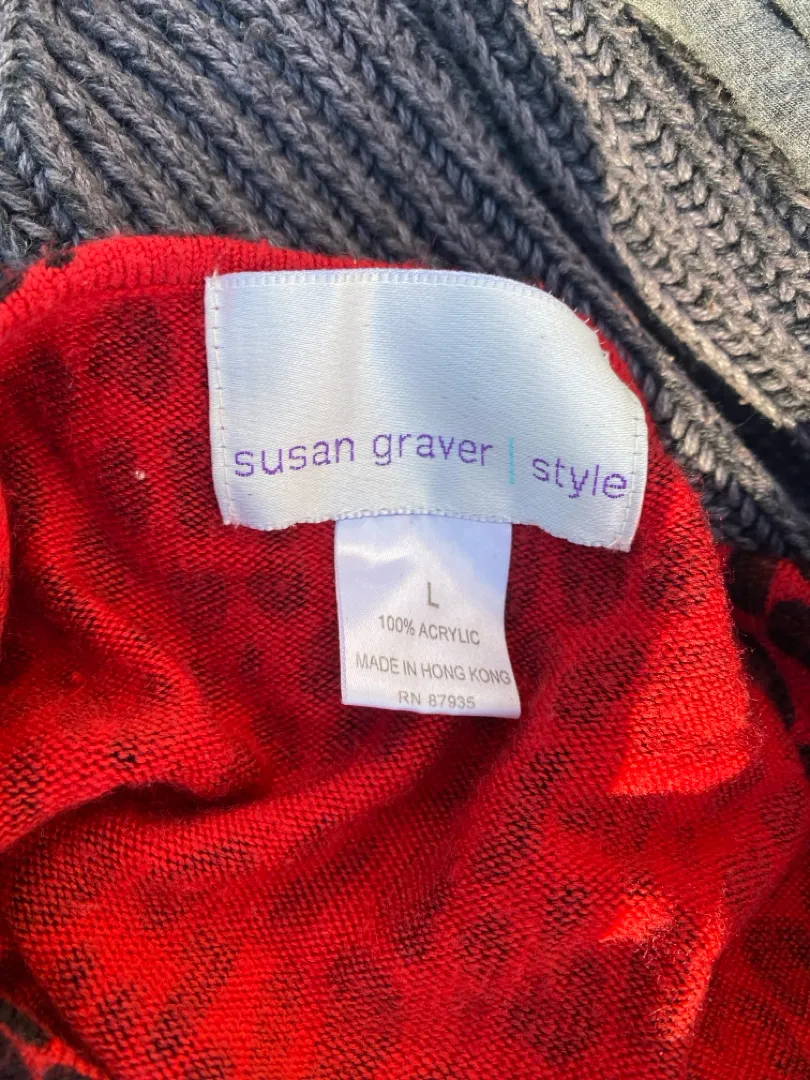 susan graver | style
L
100% ACRYLIC
MADE IN HONG KONG
RN 87935